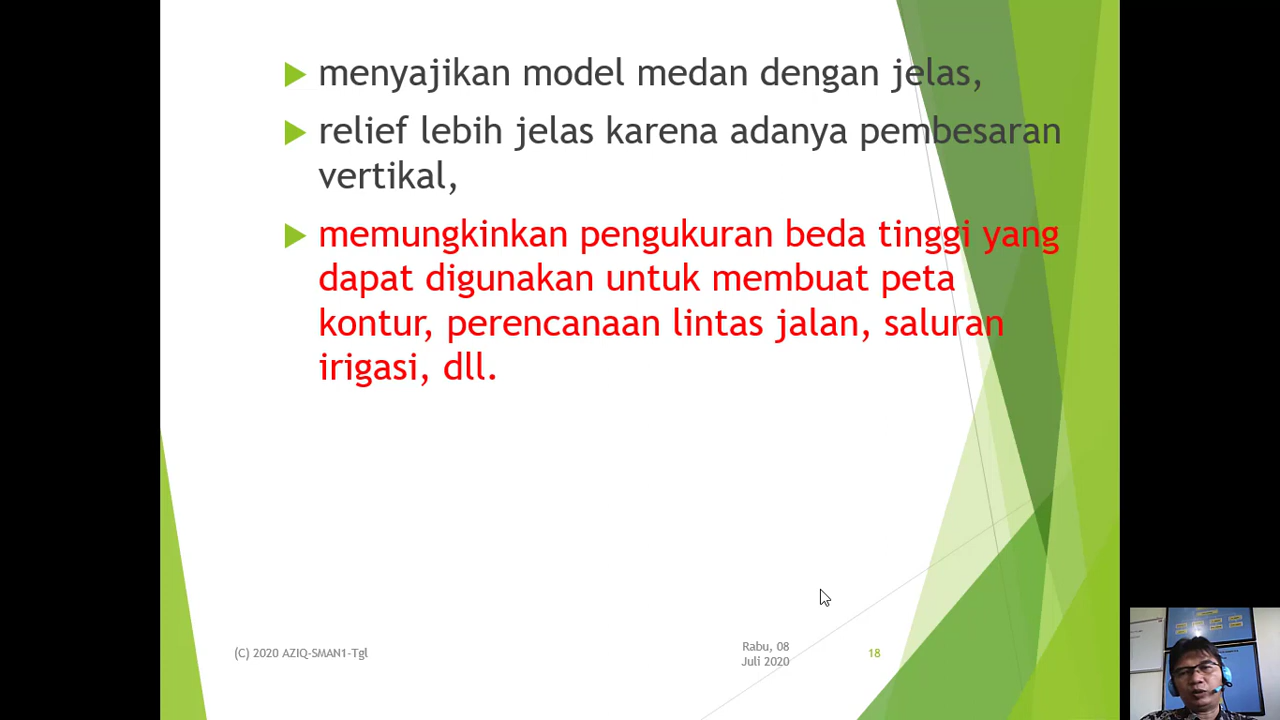 menyajikan model medan dengan jelas,
relief lebih jelas karena adanya pembesaran
vertikal,
memungkinkan pengukuran beda tinggi yang
dapat digunakan untuk membuat peta
kontur, perencanaan lintas jalan, saluran
irigasi, dll.
(C) 2020 AZIQ-SMAN1-Tgl
Rabu, 08
Juli 2020
18